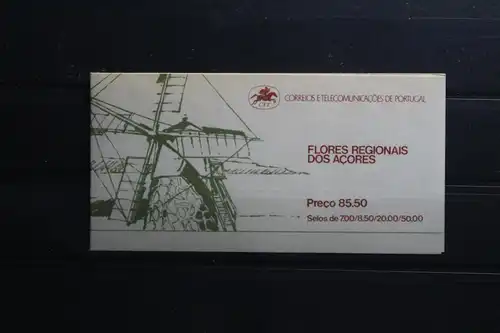 CORREIOS E TELECOMUNICAÇÕES DE PORTUGAL
CTT
FLORES REGIONAIS
DOS AÇORES
Preço 85.50
Selos de 7.00/8.50/20.00/50.00